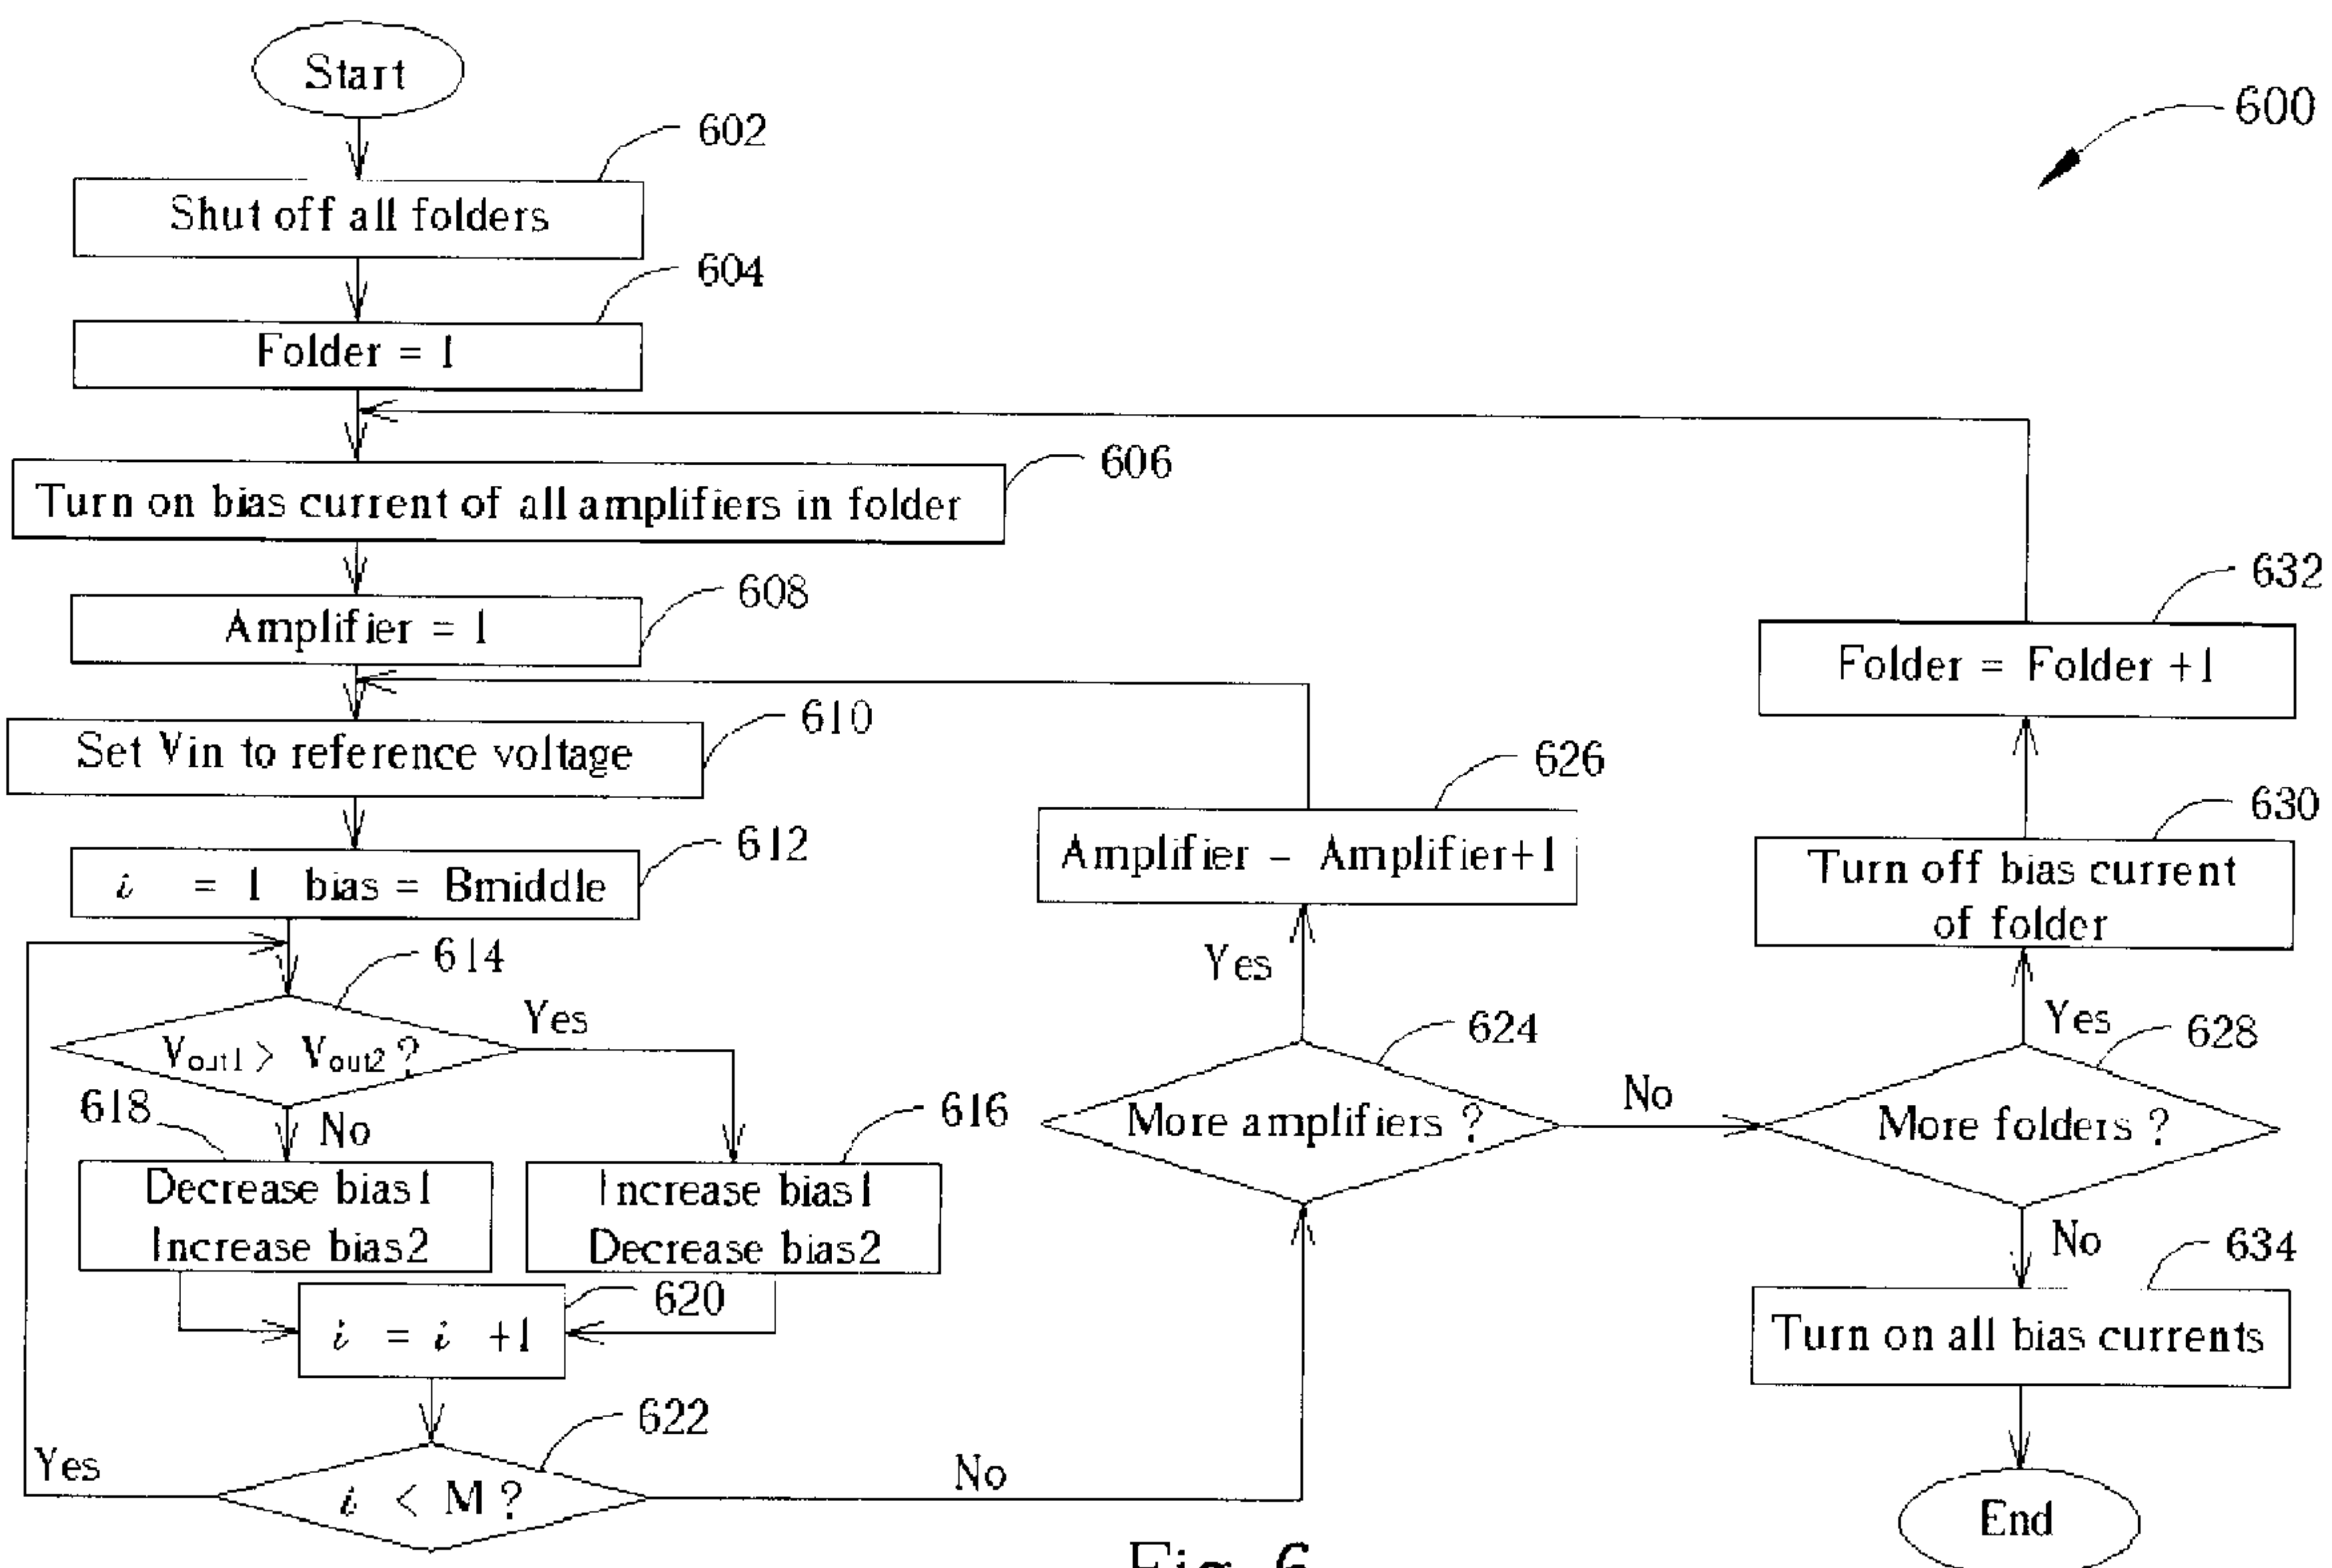 Start
600
602
Shut off all folders
604
Folder = 1
606
Turn on bias current of all amplifiers in folder
608
Amplifier = 1
610
Set Vin to reference voltage
612
i = 1 bias = Bmiddle
614
Vout1 > Vout2 ?
Yes
No
618
Decrease bias1
Increase bias2
616
Increase bias1
Decrease bias2
620
i = i +1
622
i < M ?
Yes
No
624
More amplifiers ?
Yes
No
626
Amplifier - Amplifier+1
628
More folders ?
Yes
No
630
Turn off bias current
of folder
632
Folder = Folder +1
634
Turn on all bias currents
End
Fig. 6